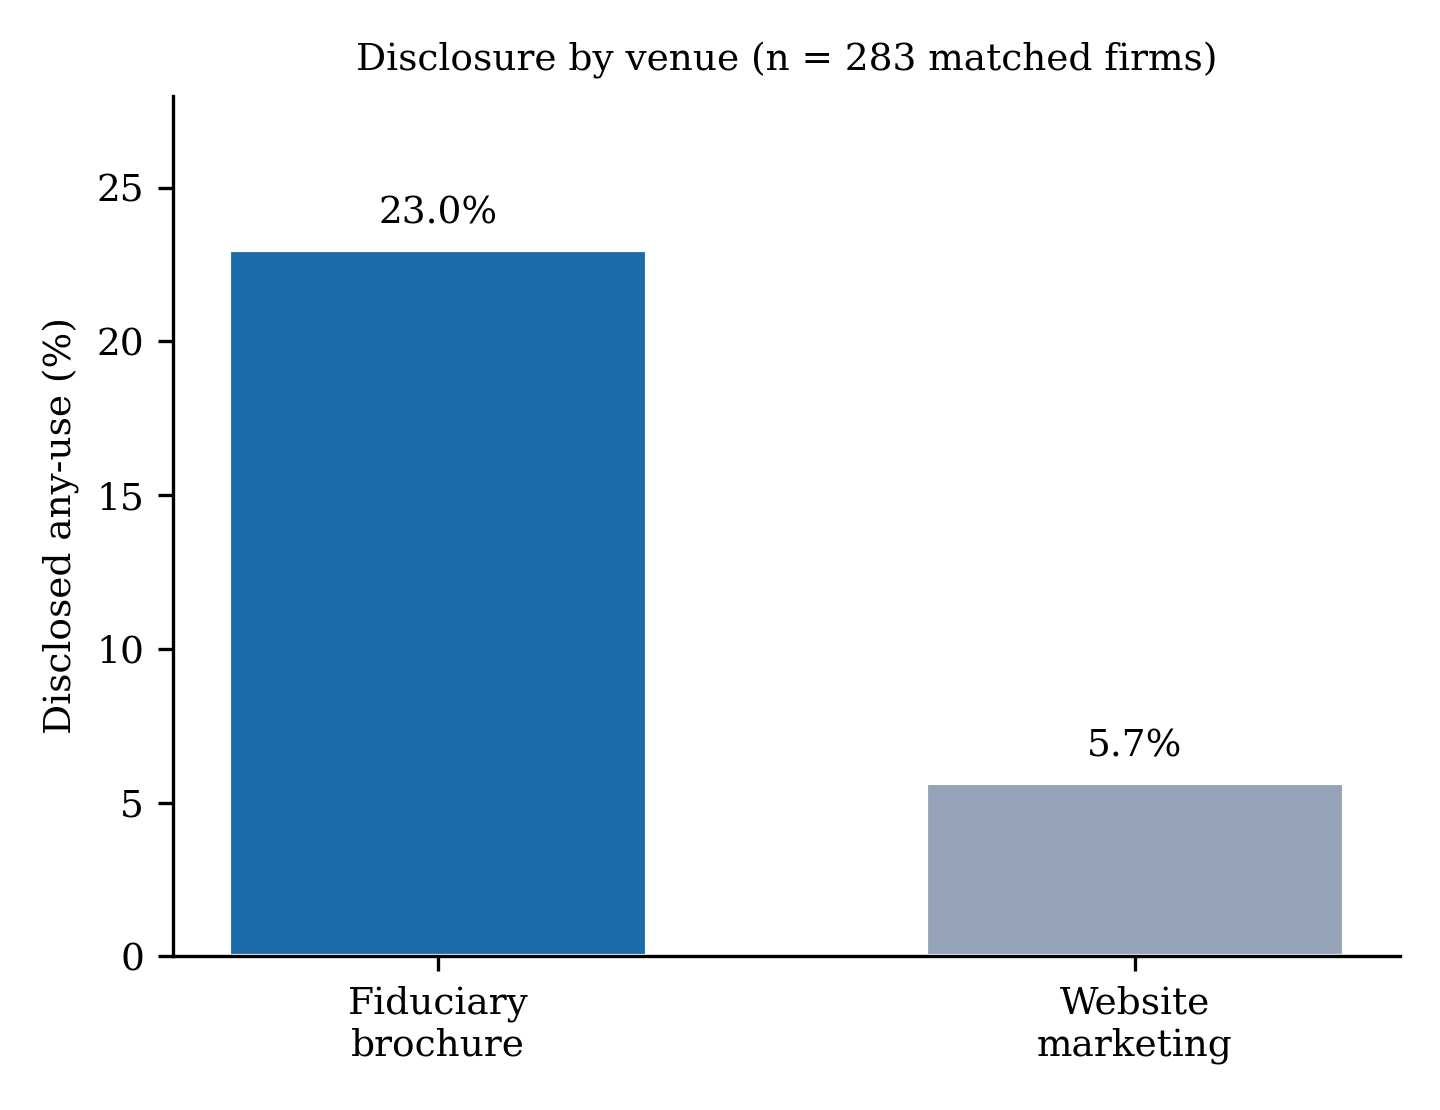 Disclosure by venue (n = 283 matched firms)
Disclosed any-use (%)
25
20
15
10
5
0
23.0%
5.7%
Fiduciary
brochure
Website
marketing